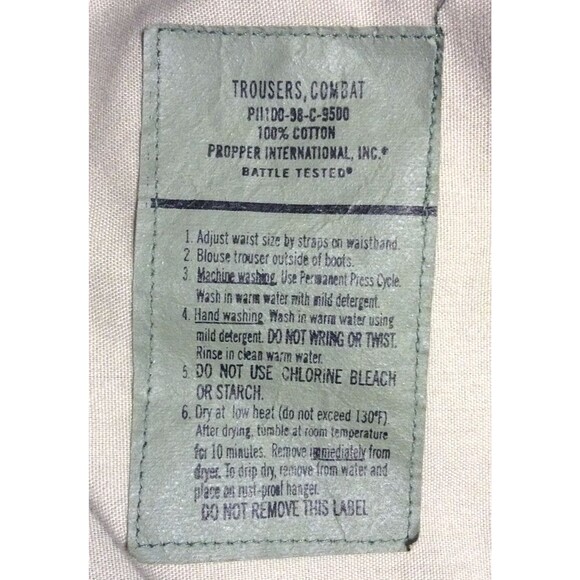 TROUSERS, COMBAT
PII100-98-C-9500
100% COTTON
PROPPER INTERNATIONAL, INC.®
BATTLE TESTED®
1. Adjust waist size by straps on waistband.
2. Blouse trouser outside of boots.
3. Machine washing. Use Permanent Press Cycle.
Wash in warm water with mild detergent.
4. Hand washing. Wash in warm water using
mild detergent. DO NOT WRING OR TWIST.
Rinse in clean warm water.
5. DO NOT USE CHLORINE BLEACH
OR STARCH.
6. Dry at low heat (do not exceed 130°F)
After drying, tumble at room temperature
for 10 minutes. Remove immediately from
dryer. To drip dry, remove from water and
place on rust-proof hanger.
DO NOT REMOVE THIS LABEL